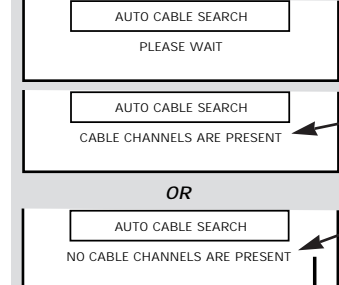 AUTO CABLE SEARCH
PLEASE WAIT
AUTO CABLE SEARCH
CABLE CHANNELS ARE PRESENT
OR
AUTO CABLE SEARCH
NO CABLE CHANNELS ARE PRESENT